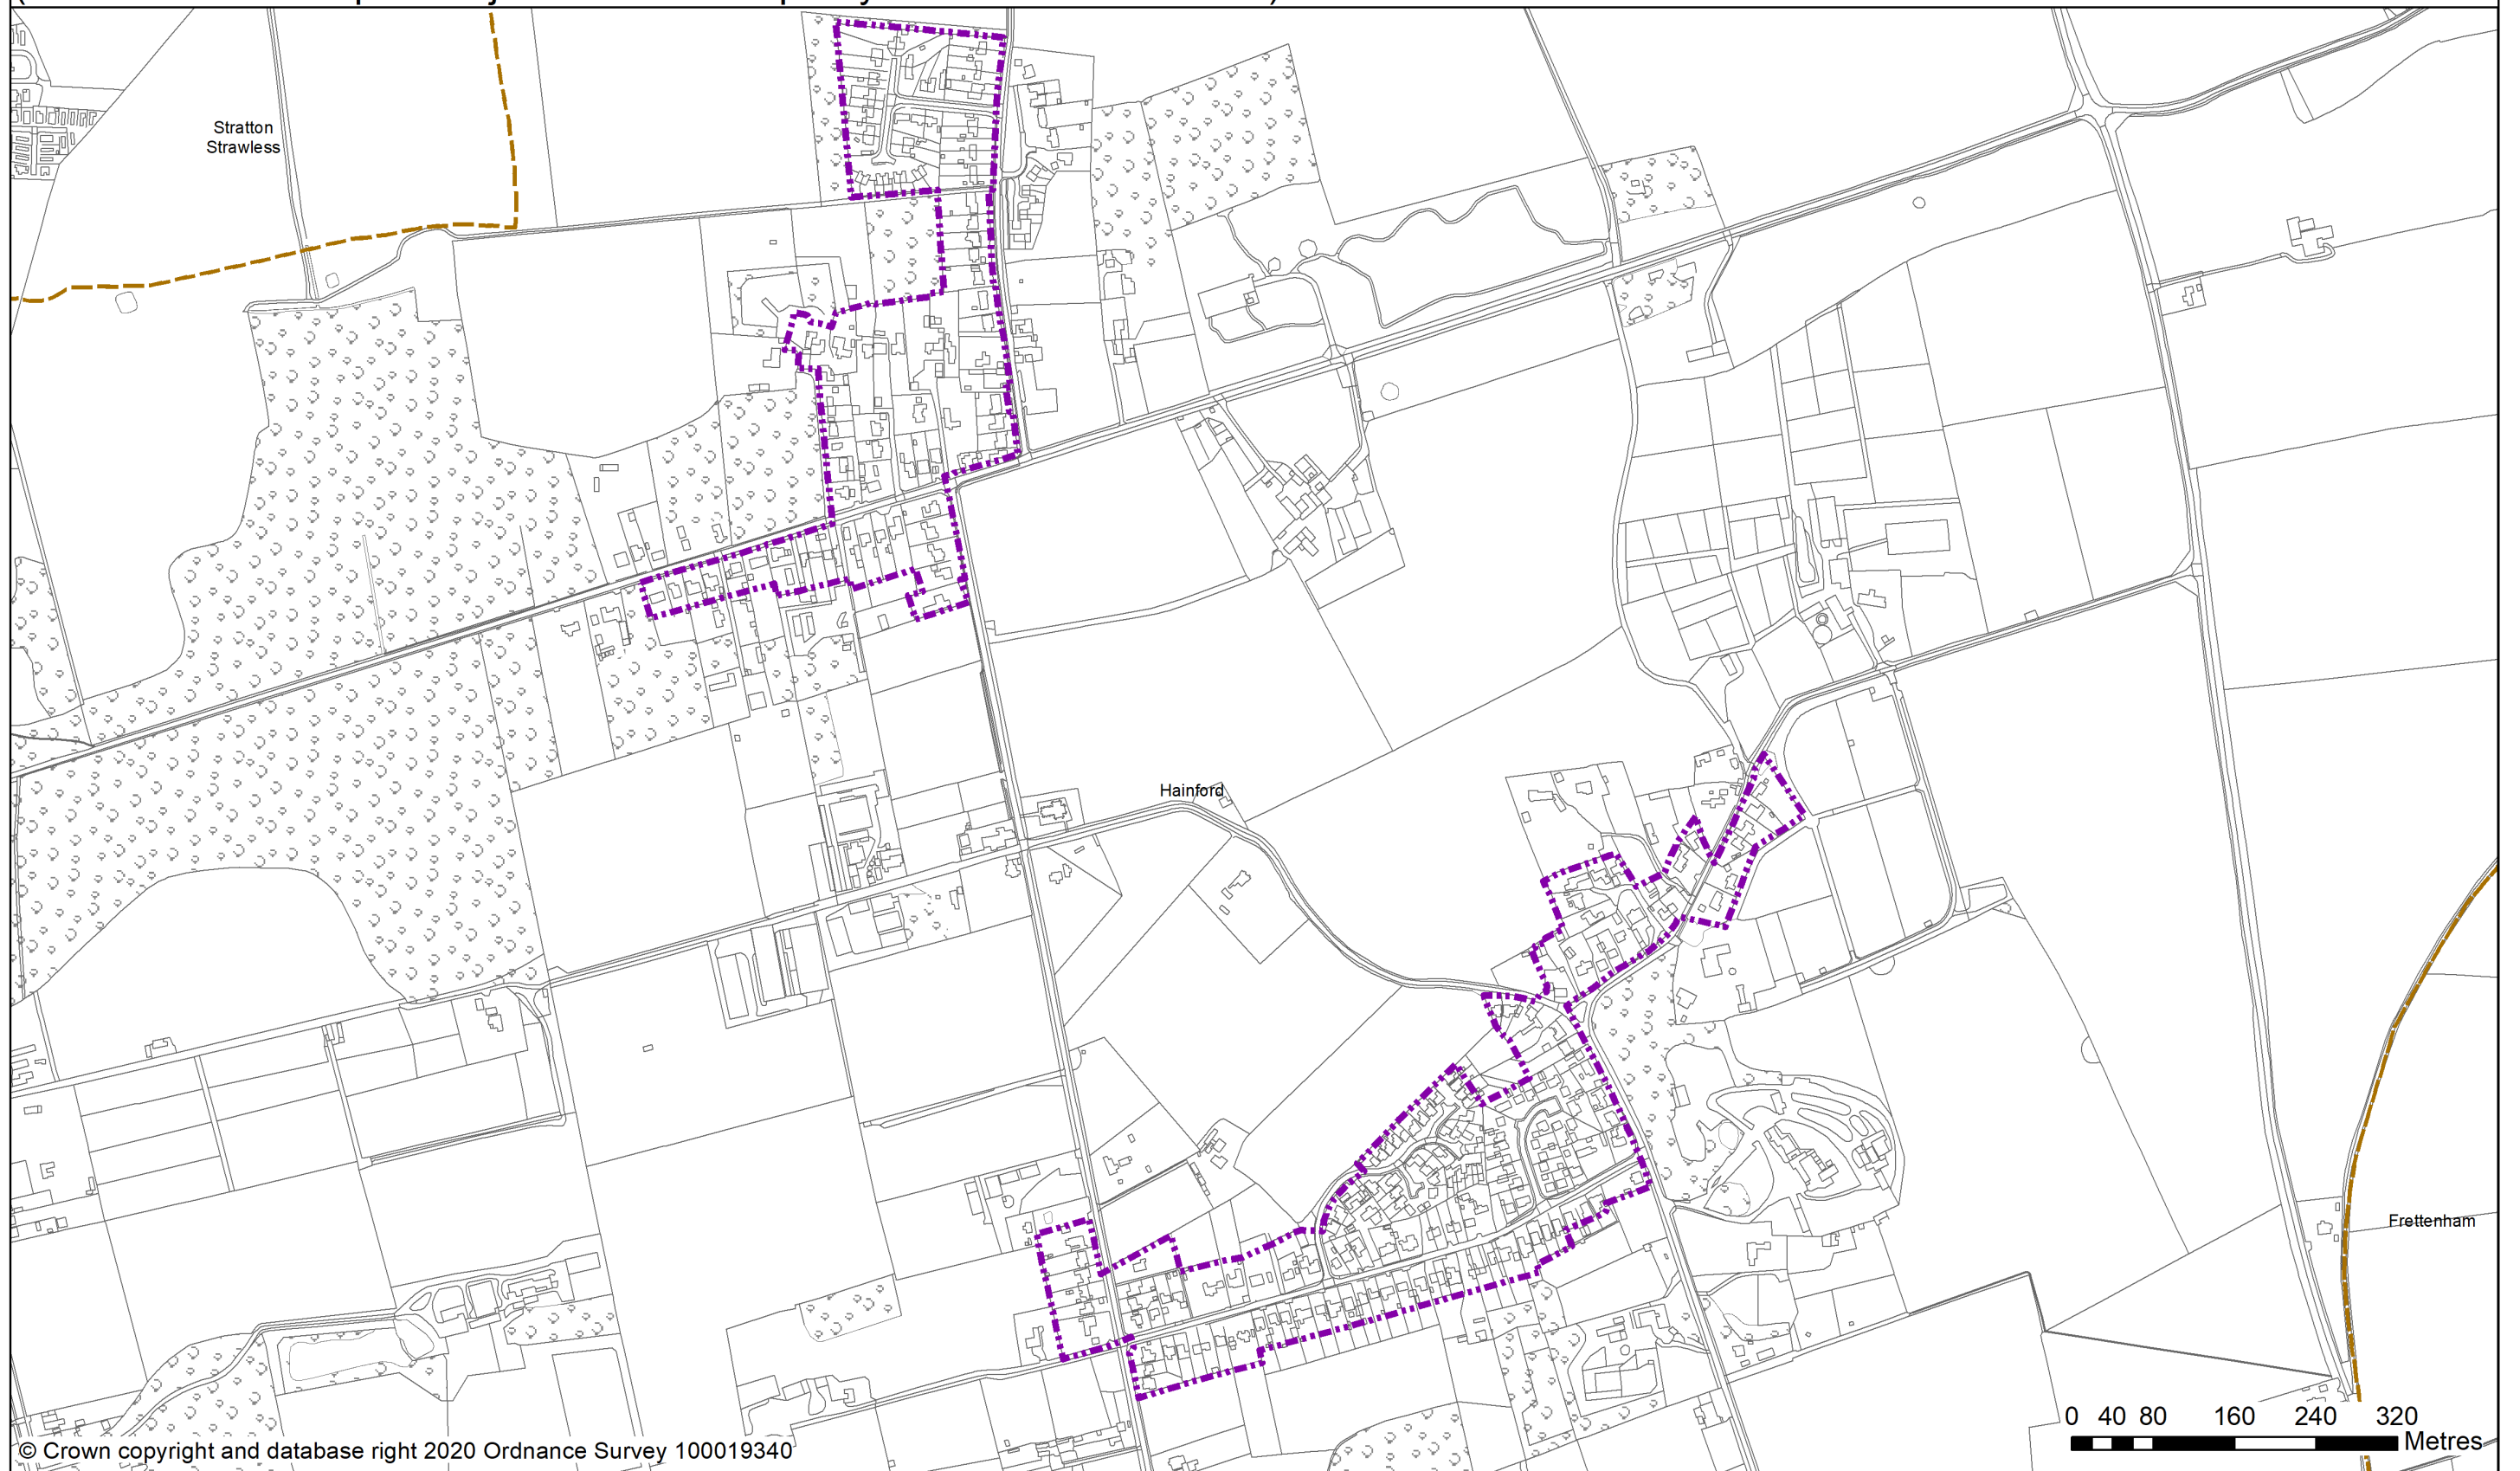 Stratton
Strawless
Hainford
Frettenham
0 40 80 160 240 320
Metres
© Crown copyright and database right 2020 Ordnance Survey 100019340